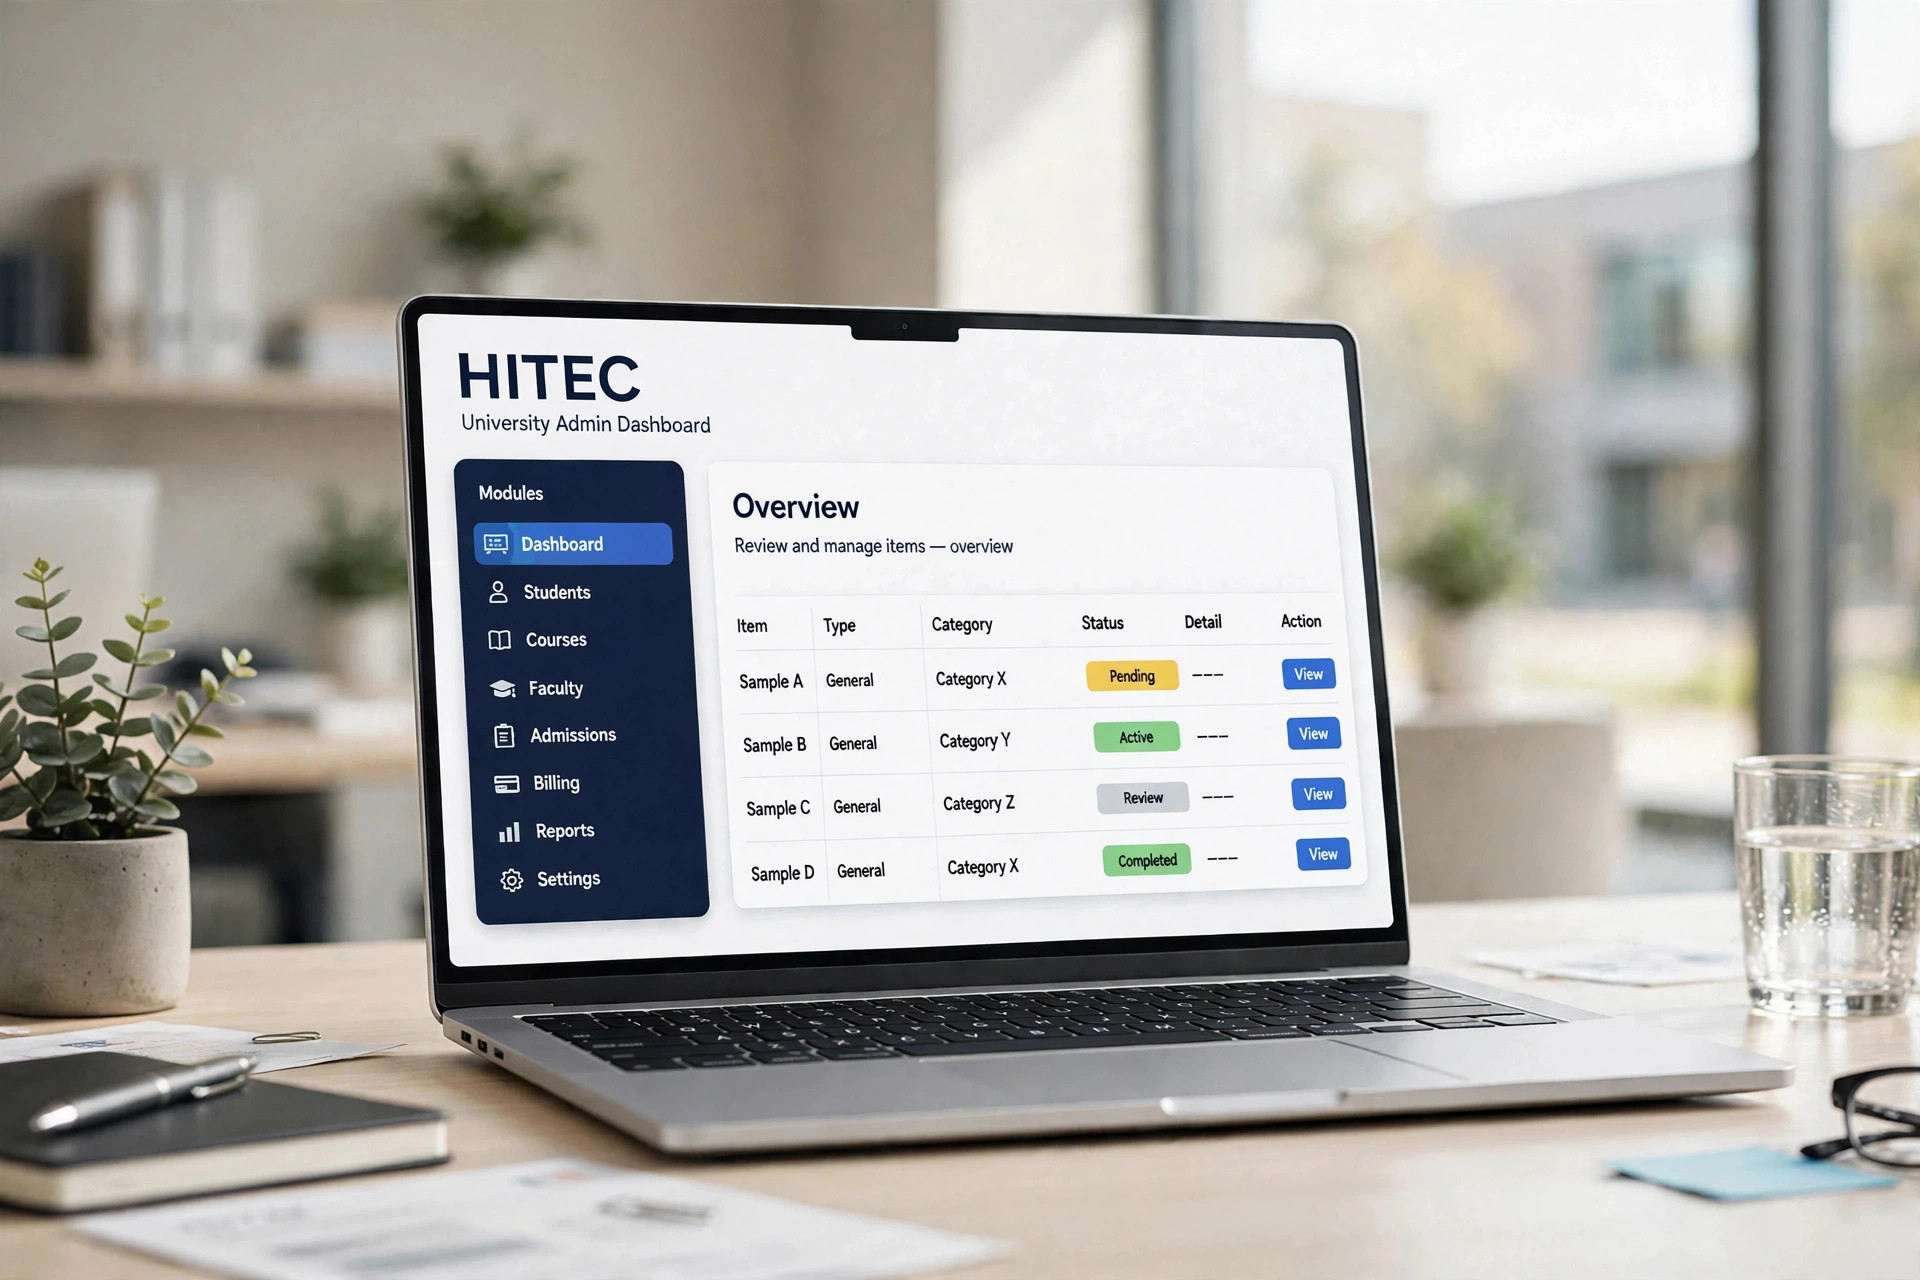 HITEC
University Admin Dashboard
Modules
Dashboard
Students
Courses
Faculty
Admissions
Billing
Reports
Settings
Overview
Review and manage items — overview
Item Type Category Status Detail Action
Sample A General Category X Pending --- View
Sample B General Category Y Active --- View
Sample C General Category Z Review --- View
Sample D General Category X Completed --- View